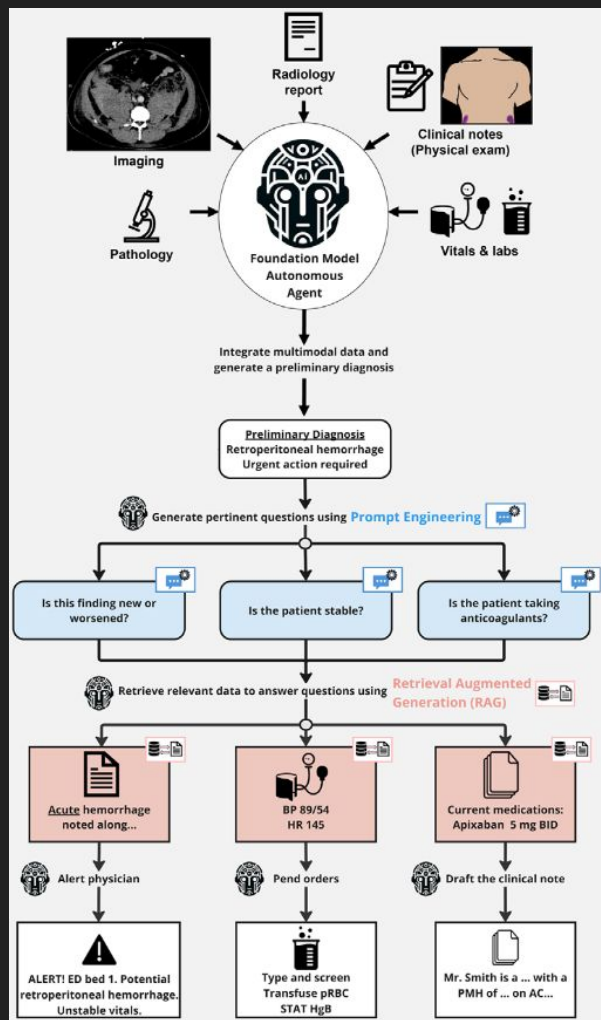 Radiology
report
Imaging
Clinical notes
(Physical exam)
AI
Pathology
Vitals & labs
Foundation Model
Autonomous
Agent
Integrate multimodal data and
generate a preliminary diagnosis
Preliminary Diagnosis
Retroperitoneal hemorrhage
Urgent action required
Generate pertinent questions using Prompt Engineering
Is this finding new or
worsened?
Is the patient stable?
Is the patient taking
anticoagulants?
Retrieve relevant data to answer questions using Retrieval Augmented
Generation (RAG)
Acute hemorrhage
noted along...
BP 89/54
HR 145
Current medications:
Apixaban 5 mg BID
Alert physician
Pend orders
Draft the clinical note
ALERT! ED bed 1. Potential
retroperitoneal hemorrhage.
Unstable vitals.
Type and screen
Transfuse pRBC
STAT HgB
Mr. Smith is a ... with a
PMH of ... on AC...